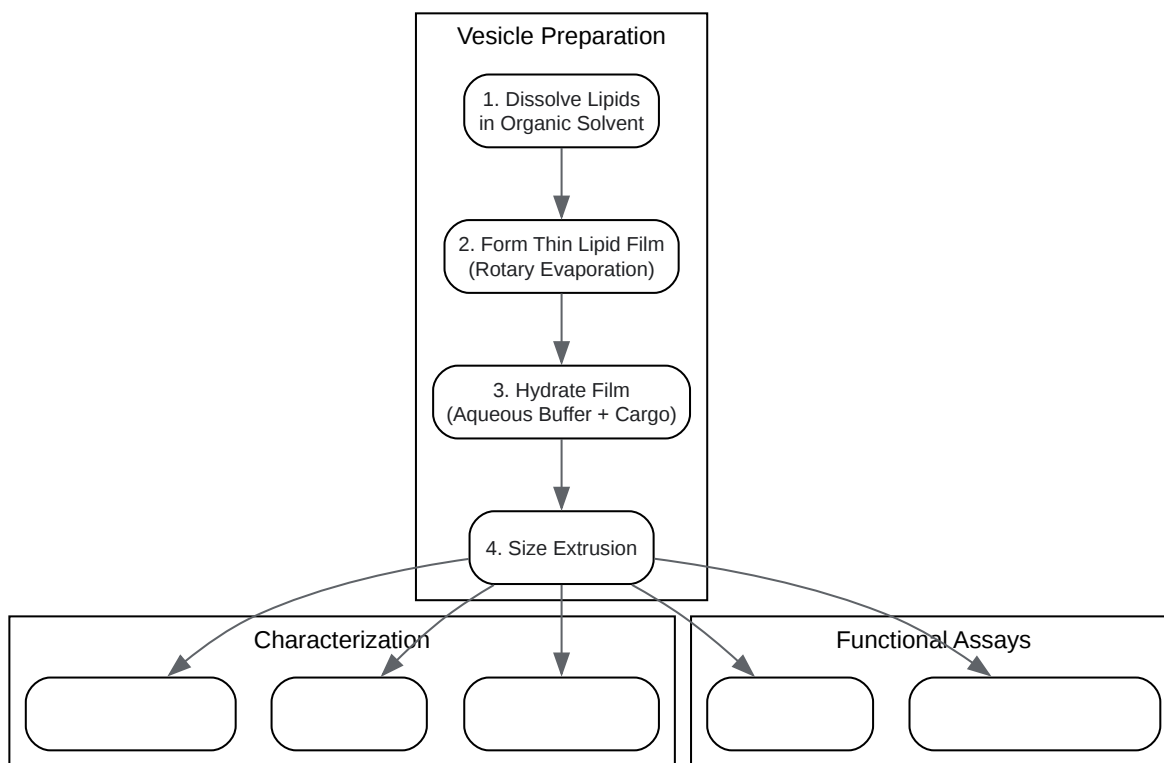 Vesicle Preparation
1. Dissolve Lipids
in Organic Solvent
2. Form Thin Lipid Film
(Rotary Evaporation)
3. Hydrate Film
(Aqueous Buffer + Cargo)
4. Size Extrusion
Characterization
Functional Assays